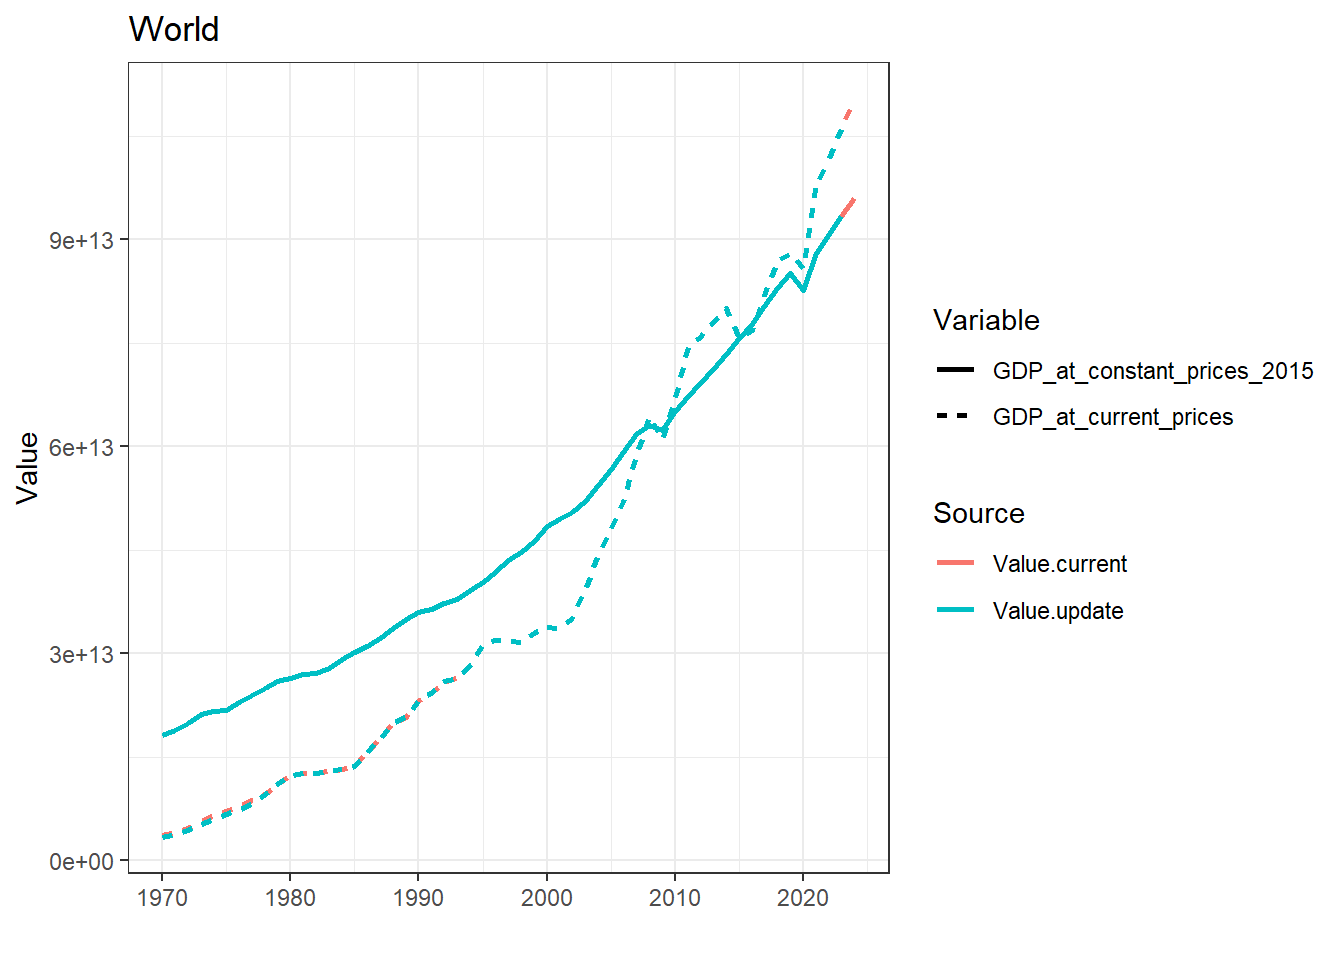 World
Value
9e+13
6e+13
3e+13
0e+00
1970 1980 1990 2000 2010 2020
Variable
GDP_at_constant_prices_2015
GDP_at_current_prices
Source
Value.current
Value.update